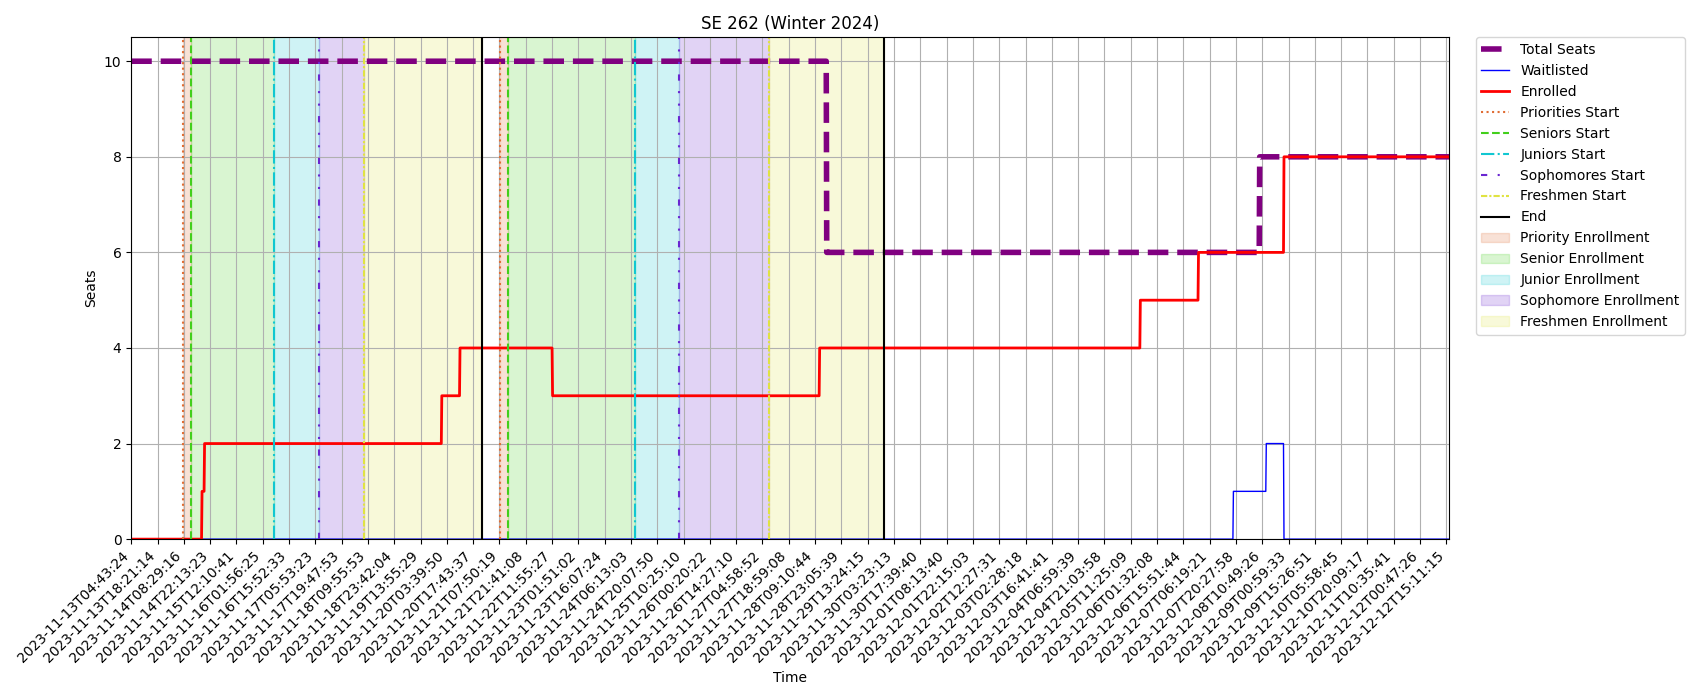 SE 262 (Winter 2024)
Seats
10
8
6
4
2
0
2023-11-13T04:43:24
2023-11-13T18:21:14
2023-11-14T08:29:16
2023-11-14T22:13:23
2023-11-15T12:10:41
2023-11-16T01:56:25
2023-11-16T15:52:33
2023-11-17T05:53:23
2023-11-17T19:47:53
2023-11-18T09:55:53
2023-11-18T23:42:04
2023-11-19T13:55:29
2023-11-20T03:39:50
2023-11-20T17:43:37
2023-11-21T07:50:19
2023-11-21T21:41:08
2023-11-22T11:55:27
2023-11-23T01:51:02
2023-11-23T16:07:24
2023-11-24T06:13:03
2023-11-24T20:07:50
2023-11-25T10:25:10
2023-11-26T00:20:22
2023-11-26T14:27:10
2023-11-27T04:58:52
2023-11-27T18:59:08
2023-11-28T09:10:44
2023-11-28T23:05:39
2023-11-29T13:24:15
2023-11-30T03:23:13
2023-11-30T17:39:40
2023-12-01T08:13:40
2023-12-01T22:15:03
2023-12-02T12:27:31
2023-12-03T02:28:18
2023-12-03T16:41:41
2023-12-04T06:59:39
2023-12-04T21:03:58
2023-12-05T11:25:09
2023-12-06T01:32:08
2023-12-06T15:51:44
2023-12-07T06:19:21
2023-12-07T20:27:58
2023-12-08T10:49:26
2023-12-09T00:59:33
2023-12-09T15:26:51
2023-12-10T05:58:45
2023-12-10T20:09:17
2023-12-11T10:35:41
2023-12-12T00:47:26
2023-12-12T15:11:15
Time
Total Seats
Waitlisted
Enrolled
Priorities Start
Seniors Start
Juniors Start
Sophomores Start
Freshmen Start
End
Priority Enrollment
Senior Enrollment
Junior Enrollment
Sophomore Enrollment
Freshmen Enrollment